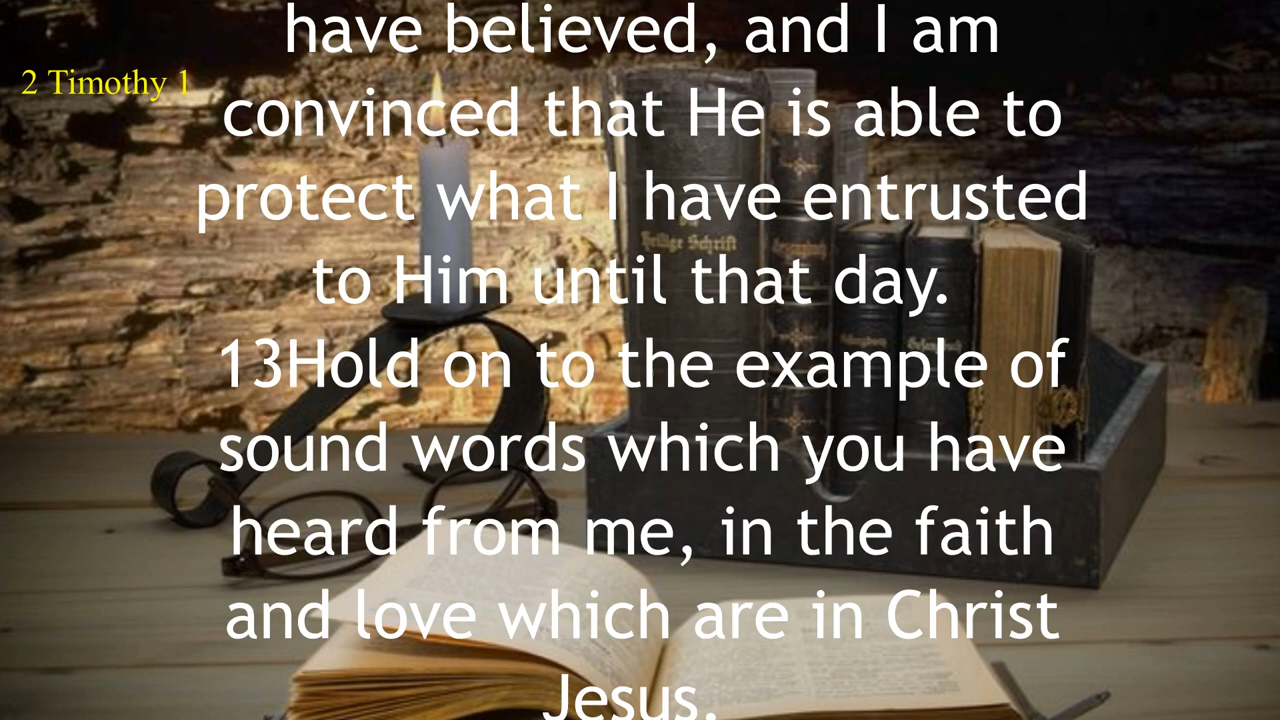 have believed, and I am
2 Timothy 1
convinced that He is able to
protect what I have entrusted
to Him until that day.
13Hold on to the example of
sound words which you have
heard from me, in the faith
and love which are in Christ
Jesus.
Heilige Schrift